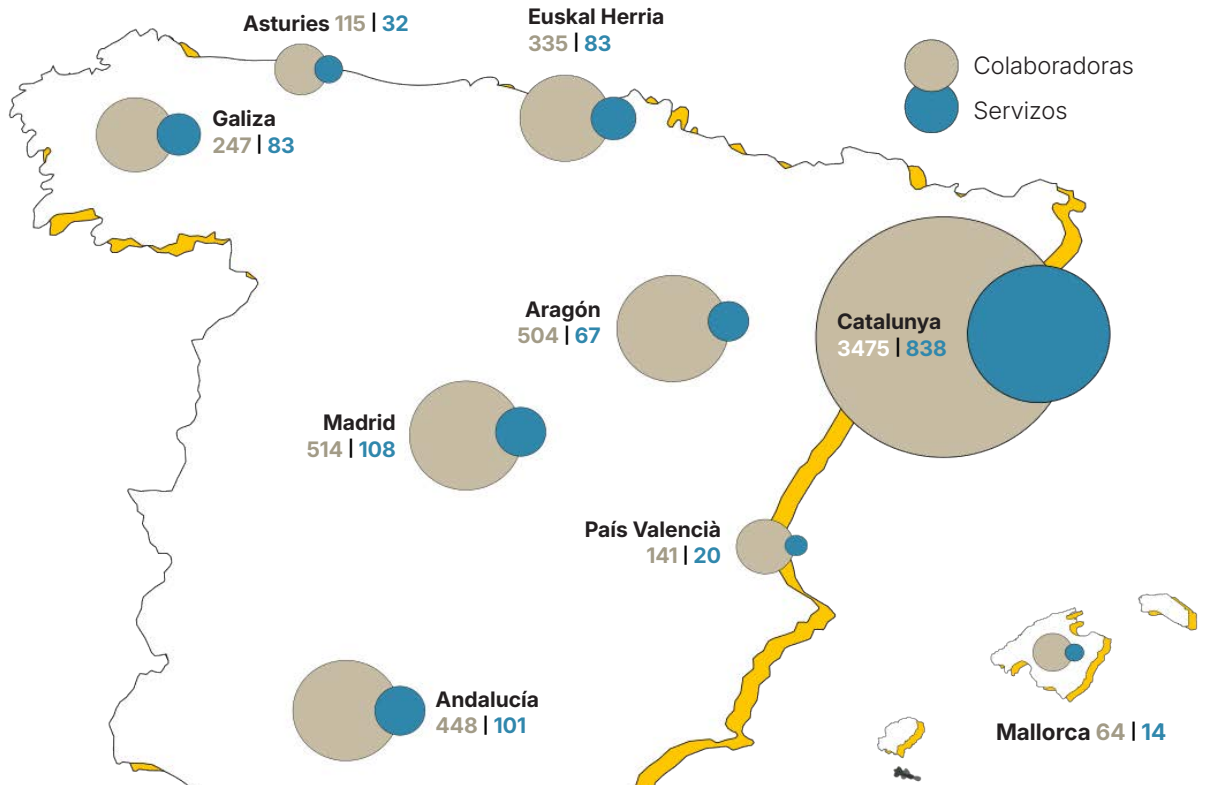 Asturies 115 | 32
Euskal Herria
335 | 83
Colaboradoras
Servizos
Galiza
247 | 83
Aragón
504 | 67
Catalunya
3475 | 838
Madrid
514 | 108
País Valencià
141 | 20
Andalucía
448 | 101
Mallorca 64 | 14